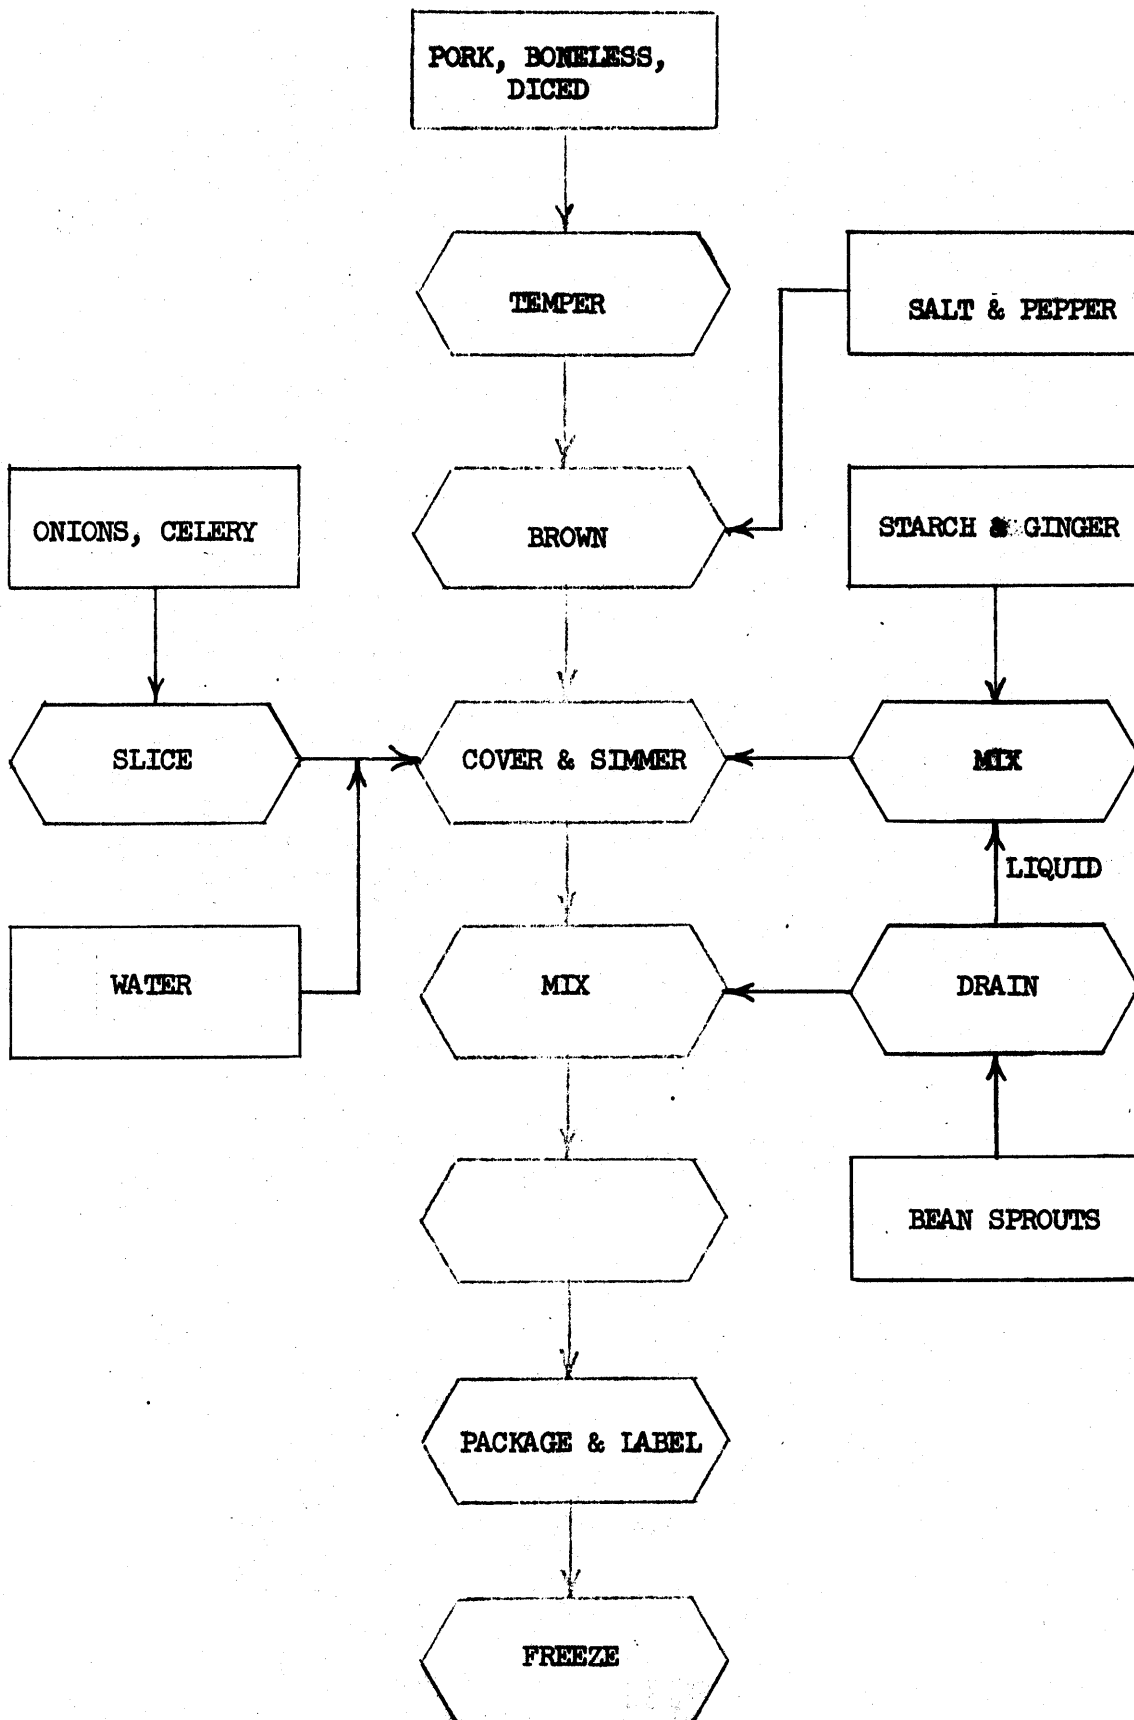 PORK, BONELESS,
DICED
TEMPER
SALT & PEPPER
ONIONS, CELERY
BROWN
STARCH & GINGER
SLICE
COVER & SIMMER
MIX
LIQUID
WATER
MIX
DRAIN
BEAN SPROUTS
PACKAGE & LABEL
FREEZE